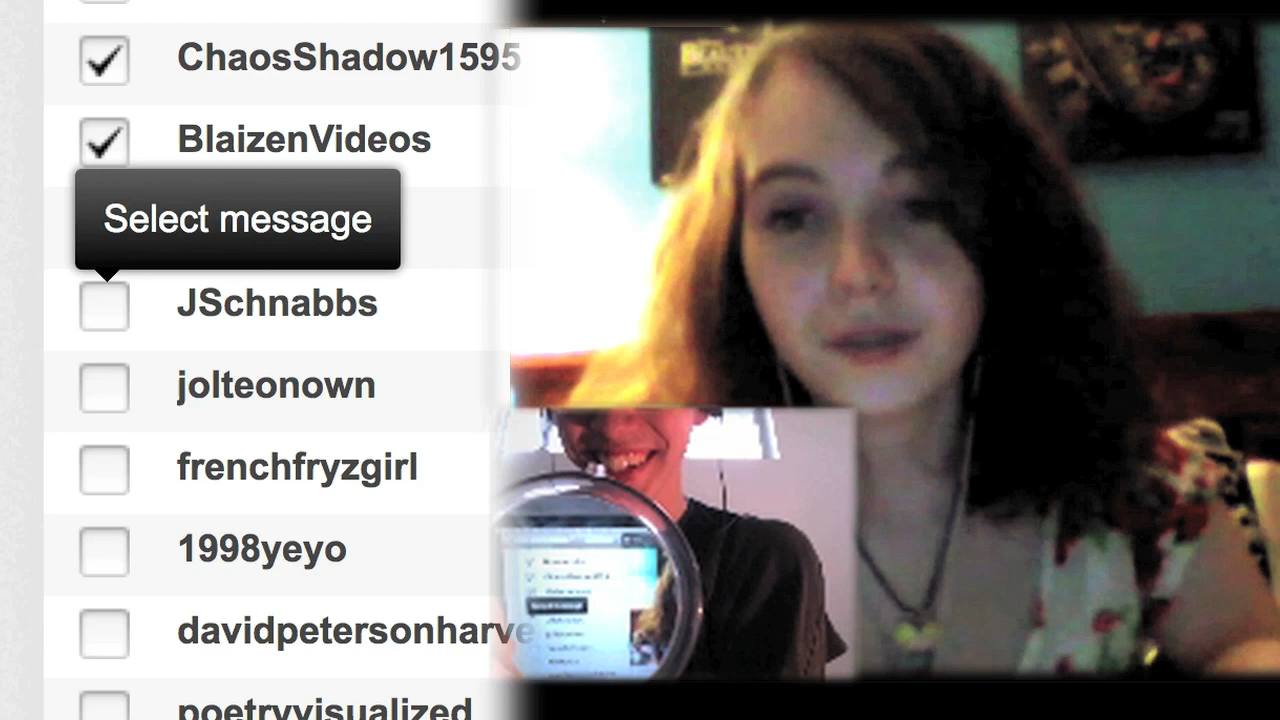 ChaosShadow1595
BlaizenVideos
Select message
JSchnabbs
jolteonown
frenchfryzgirl
1998yeyo
davidpetersonharve
poetryvisualized